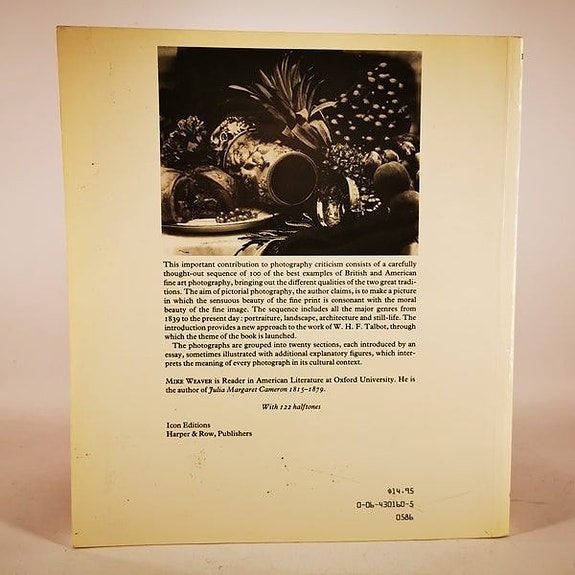 This important contribution to photography criticism consists of a carefully
thought-out sequence of 100 of the best examples of British and American
fine art photography, bringing out the different qualities of the two great tradi-
tions. The aim of pictorial photography, the author claims, is to make a picture
in which the sensuous beauty of the fine print is consonant with the moral
beauty of the fine image. The sequence includes all the major genres from
1839 to the present day: portraiture, landscape, architecture and still-life. The
introduction provides a new approach to the work of W. H. F. Talbot, through
which the theme of the book is launched.
The photographs are grouped into twenty sections, each introduced by an
essay, sometimes illustrated with additional explanatory figures, which inter-
prets the meaning of every photograph in its cultural context.
MIKE WEAVER is Reader in American Literature at Oxford University. He is
the author of Julia Margaret Cameron 1815–1879.
With 122 halftones
Icon Editions
Harper & Row, Publishers
$14.95
0-06-430160-5
0586